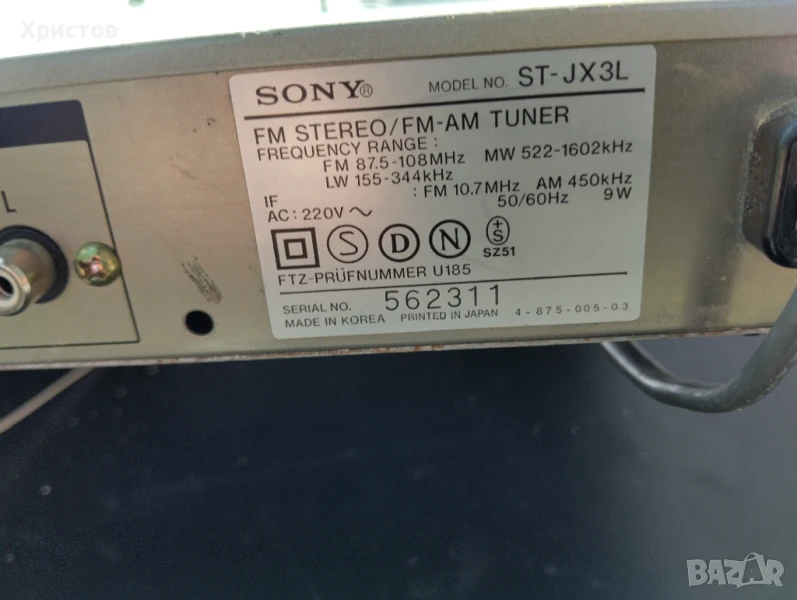 Христов
SONY® MODEL NO. ST-JX3L
FM STEREO/FM-AM TUNER
FREQUENCY RANGE :
FM 87.5-108MHz MW 522-1602kHz
LW 155-344kHz
IF : FM 10.7MHz AM 450kHz
AC: 220V ~ 50/60Hz 9W
S D N +S
SZ51
FTZ-PRÜFNUMMER U185
SERIAL NO. 562311
MADE IN KOREA PRINTED IN JAPAN 4-875-005-03
L
BAZAR